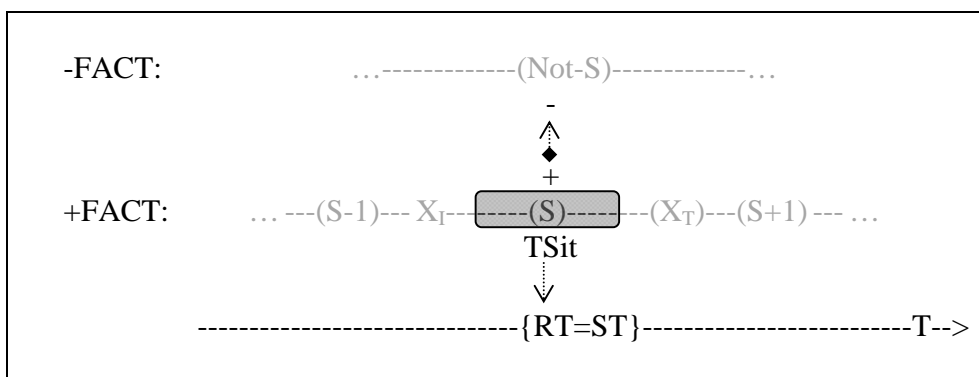 -FACT: …-------------(Not-S)-------------…
-
+
+FACT: … ---(S-1)--- XI---------(S)---------(XT)---(S+1) --- …
TSit
--------------------------------{RT=ST}---------------------------T-->